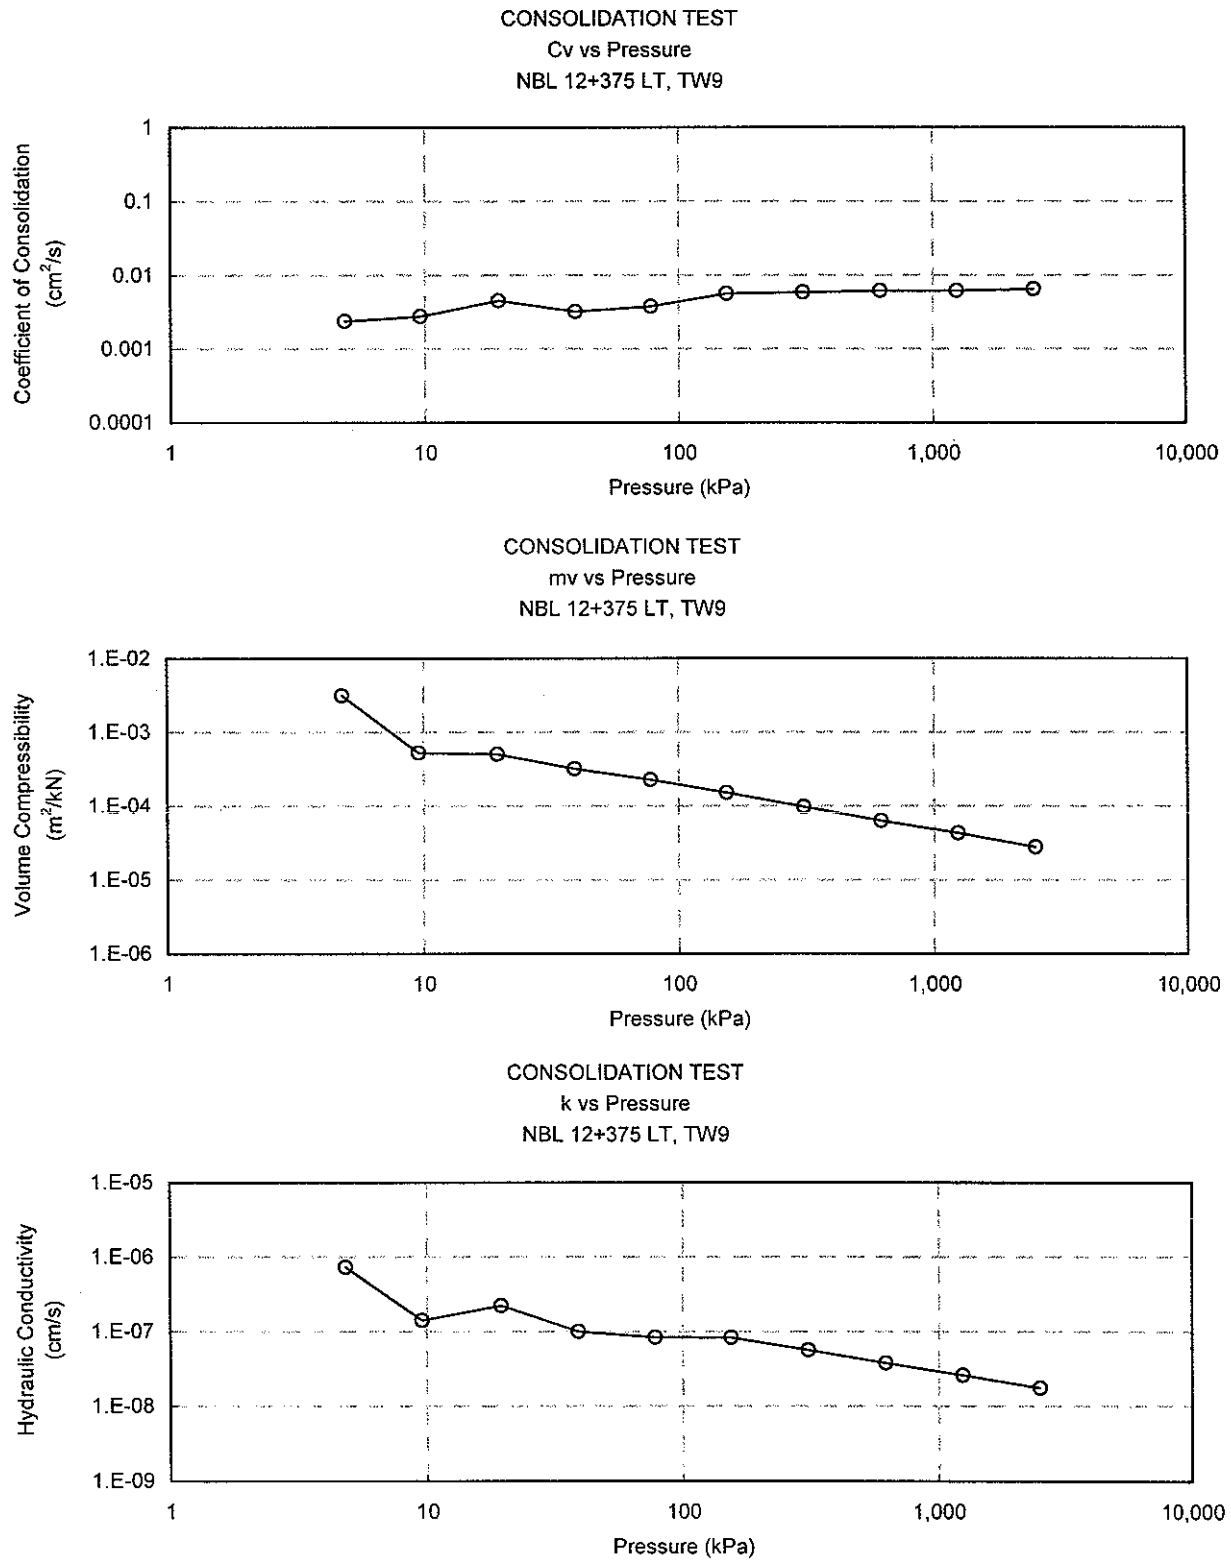 CONSOLIDATION TEST
Cv vs Pressure
NBL 12+375 LT, TW9
Coefficient of Consolidation
(cm²/s)
1
0.1
0.01
0.001
0.0001
1 10 100 1,000 10,000
Pressure (kPa)
CONSOLIDATION TEST
mv vs Pressure
NBL 12+375 LT, TW9
Volume Compressibility
(m²/kN)
1.E-02
1.E-03
1.E-04
1.E-05
1.E-06
1 10 100 1,000 10,000
Pressure (kPa)
CONSOLIDATION TEST
k vs Pressure
NBL 12+375 LT, TW9
Hydraulic Conductivity
(cm/s)
1.E-05
1.E-06
1.E-07
1.E-08
1.E-09
1 10 100 1,000 10,000
Pressure (kPa)